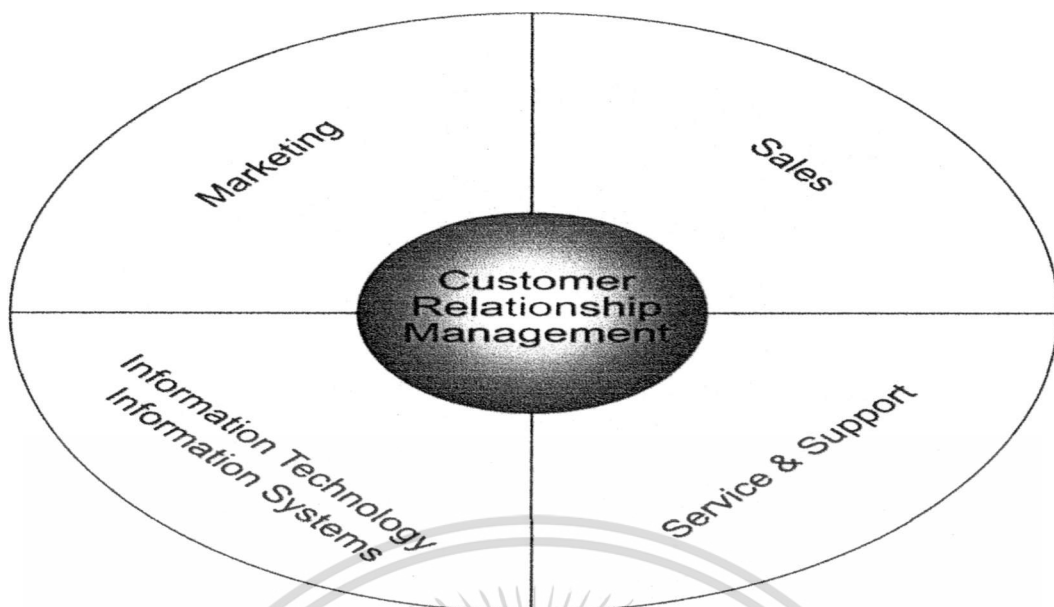 Marketing
Sales
Customer
Relationship
Management
Information Technology
Information Systems
Service & Support